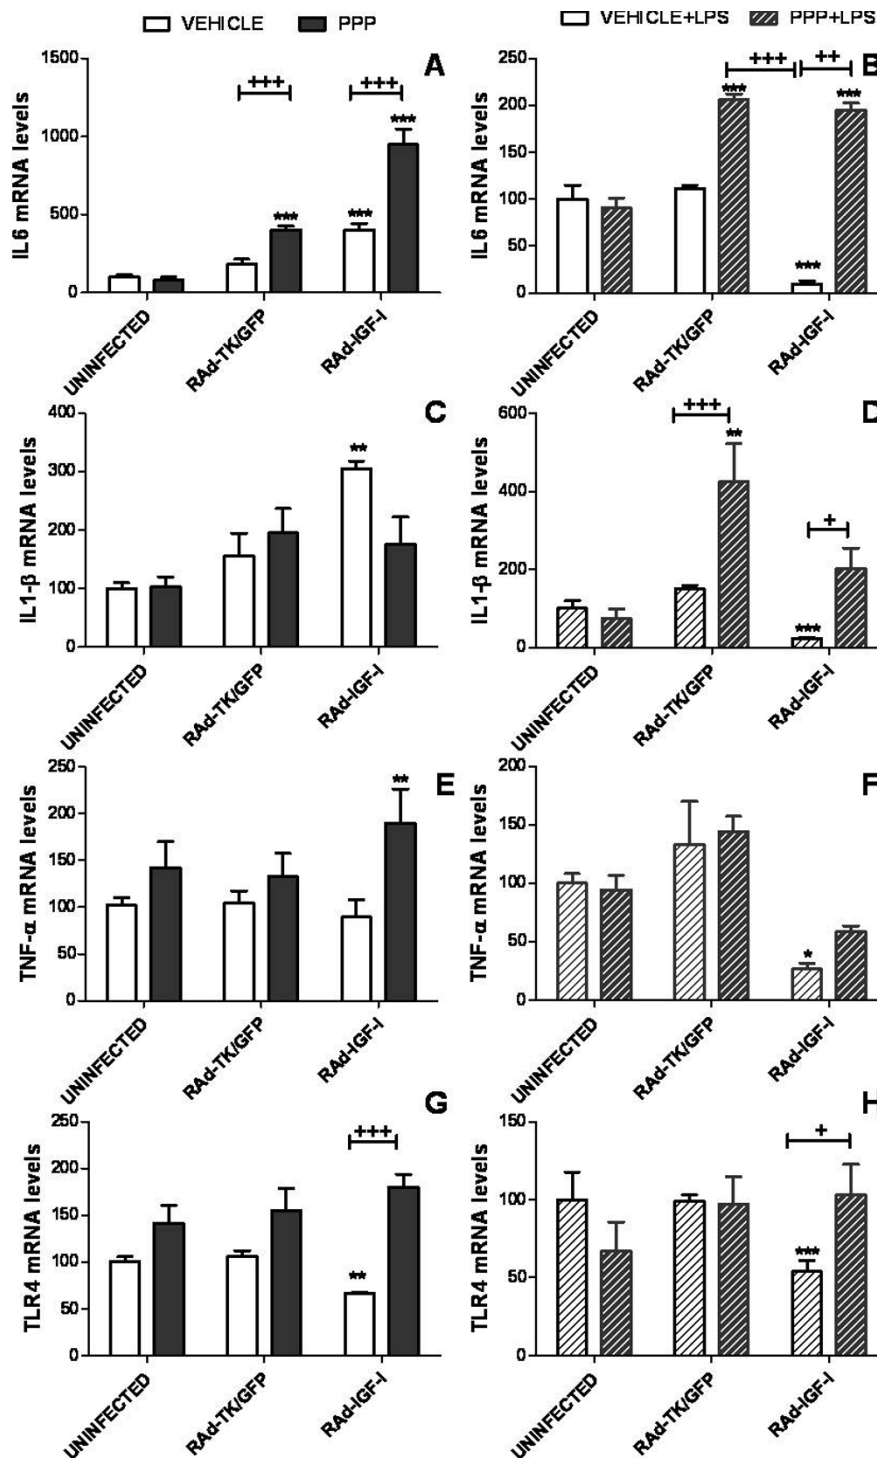 VEHICLE PPP
VEHICLE+LPS PPP+LPS
A
+++ +++
1500
1000
500
0
IL6 mRNA levels
*** *** ***
UNINFECTED
RAd-TK/GFP
RAd-IGF-I
B
+++ ++
250
200
150
100
50
0
IL6 mRNA levels
*** *** ***
UNINFECTED
RAd-TK/GFP
RAd-IGF-I
C
400
300
200
100
0
IL1-β mRNA levels
**
UNINFECTED
RAd-TK/GFP
RAd-IGF-I
D
+++ +
600
400
200
0
IL1-β mRNA levels
** ***
UNINFECTED
RAd-TK/GFP
RAd-IGF-I
E
250
200
150
100
50
0
TNF-α mRNA levels
**
UNINFECTED
RAd-TK/GFP
RAd-IGF-I
F
200
150
100
50
0
TNF-α mRNA levels
*
UNINFECTED
RAd-TK/GFP
RAd-IGF-I
G
+++
250
200
150
100
50
0
TLR4 mRNA levels
**
UNINFECTED
RAd-TK/GFP
RAd-IGF-I
H
+
150
100
50
0
TLR4 mRNA levels
***
UNINFECTED
RAd-TK/GFP
RAd-IGF-I